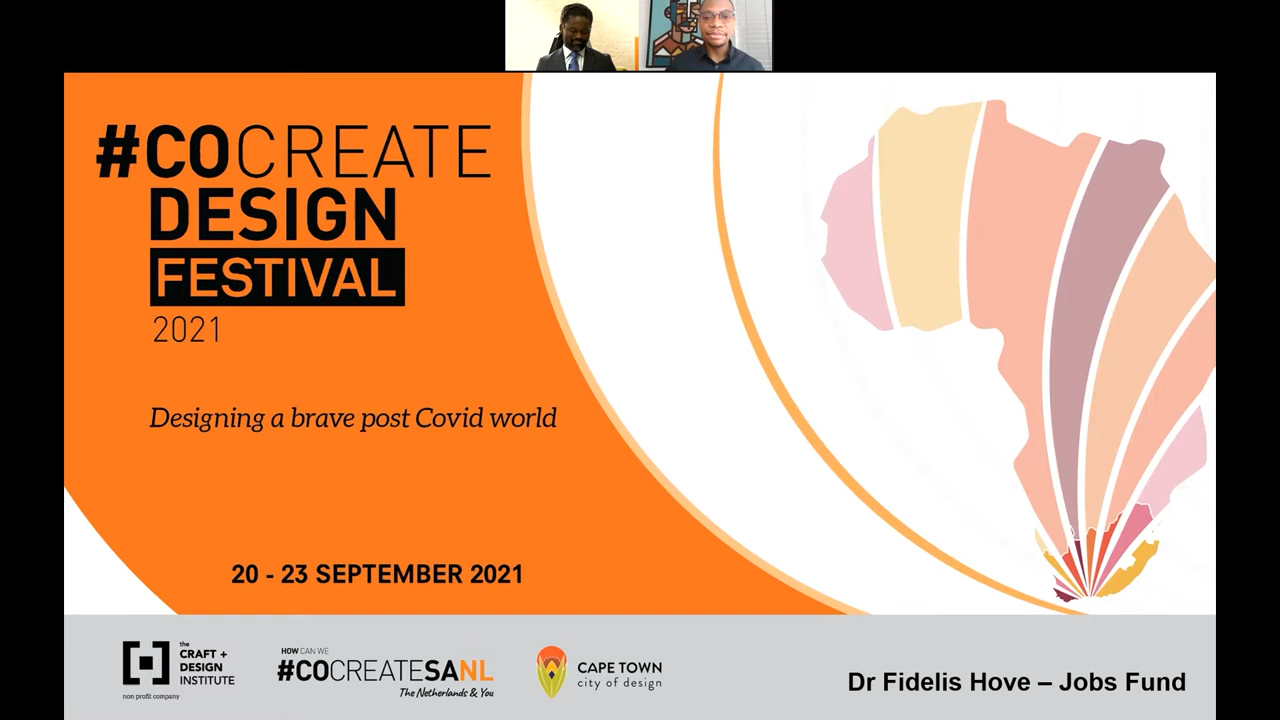 #COCREATE
DESIGN
FESTIVAL
2021
Designing a brave post Covid world
20 - 23 SEPTEMBER 2021
the
CRAFT +
DESIGN
INSTITUTE
non profit company
HOW CAN WE
#COCREATESANL
The Netherlands & You
CAPE TOWN
city of design
Dr Fidelis Hove – Jobs Fund